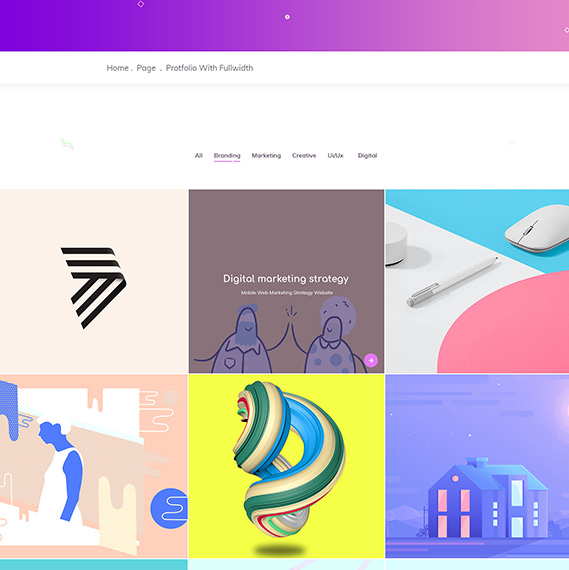 Home . Page . Protfolio With Fullwidth
All Branding Marketing Creative Ui/Ux Digital
Digital marketing strategy
Mobile Web Marketing Strategy Website